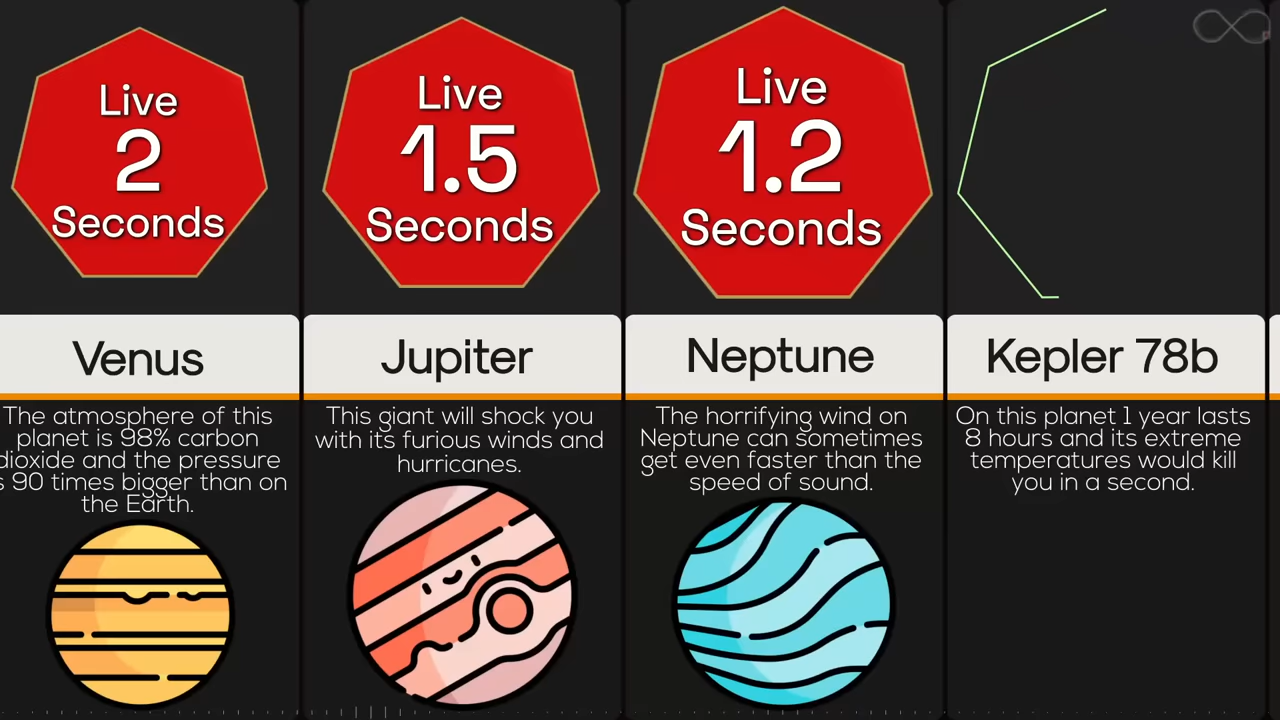 Live
2
Seconds
Venus
The atmosphere of this
planet is 98% carbon
dioxide and the pressure
s 90 times bigger than on
the Earth.
Live
1.5
Seconds
Jupiter
This giant will shock you
with its furious winds and
hurricanes.
Live
1.2
Seconds
Neptune
The horrifying wind on
Neptune can sometimes
get even faster than the
speed of sound.
Kepler 78b
On this planet 1 year lasts
8 hours and its extreme
temperatures would kill
you in a second.